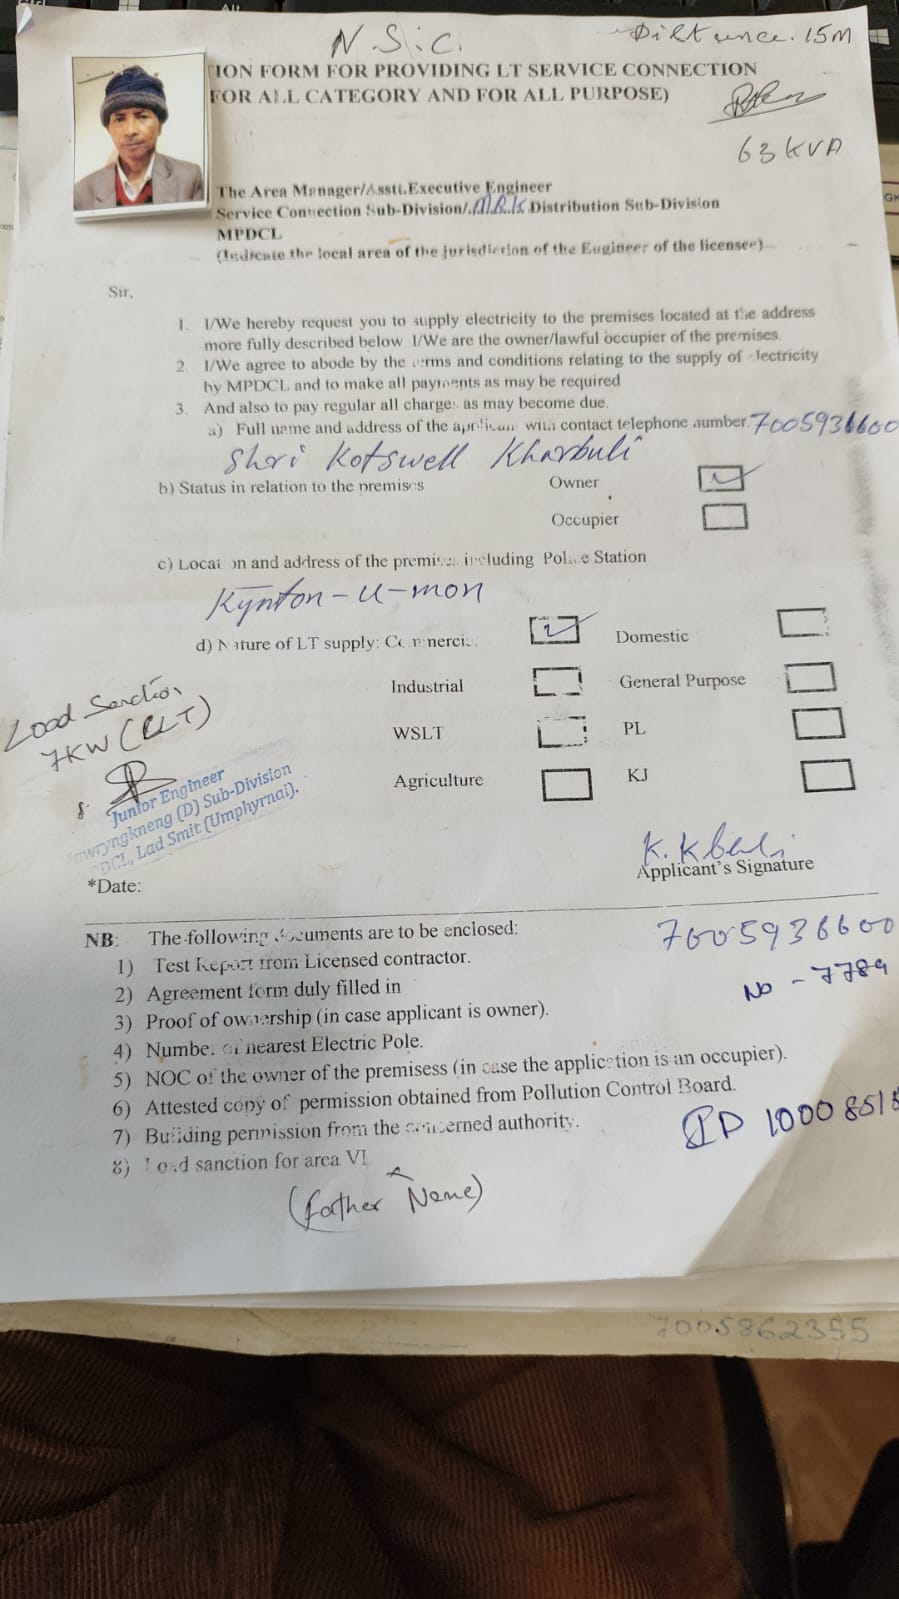 N.S.C.
Distance. 15M
ION FORM FOR PROVIDING LT SERVICE CONNECTION
FOR ALL CATEGORY AND FOR ALL PURPOSE)
63 KVA
The Area Manager/Asstt.Executive Engineer
Service Connection Sub-Division/.M.R.K Distribution Sub-Division
MPDCL
(Indicate the local area of the jurisdiction of the Engineer of the licensee)
Sir,
1. I/We hereby request you to supply electricity to the premises located at the address
more fully described below. I/We are the owner/lawful occupier of the premises.
2. I/We agree to abode by the terms and conditions relating to the supply of electricity
by MPDCL and to make all payments as may be required
3. And also to pay regular all charges as may become due.
a) Full name and address of the applicant with contact telephone number. 7005936600
Shri Kotswell Kharbuli
b) Status in relation to the premises Owner
Occupier
c) Location and address of the premises including Police Station
Kynton-u-mon
d) Nature of LT supply: Commercial Domestic
Industrial General Purpose
WSLT PL
Agriculture KJ
Load Sanction
7KW (CLT)
Junior Engineer
awryngkneng (D) Sub-Division
PDCL, Lad Smit (Umphyrnai).
K. Kbuli
Applicant's Signature
*Date:
NB: The following documents are to be enclosed:
7005936600
1) Test Report from Licensed contractor.
No - 7789
2) Agreement form duly filled in
3) Proof of ownership (in case applicant is owner).
4) Number of nearest Electric Pole.
5) NOC of the owner of the premisess (in case the application is an occupier).
6) Attested copy of permission obtained from Pollution Control Board.
7) Building permission from the concerned authority.
ID 10008518
8) Load sanction for area VI
(father Name)
7005862355